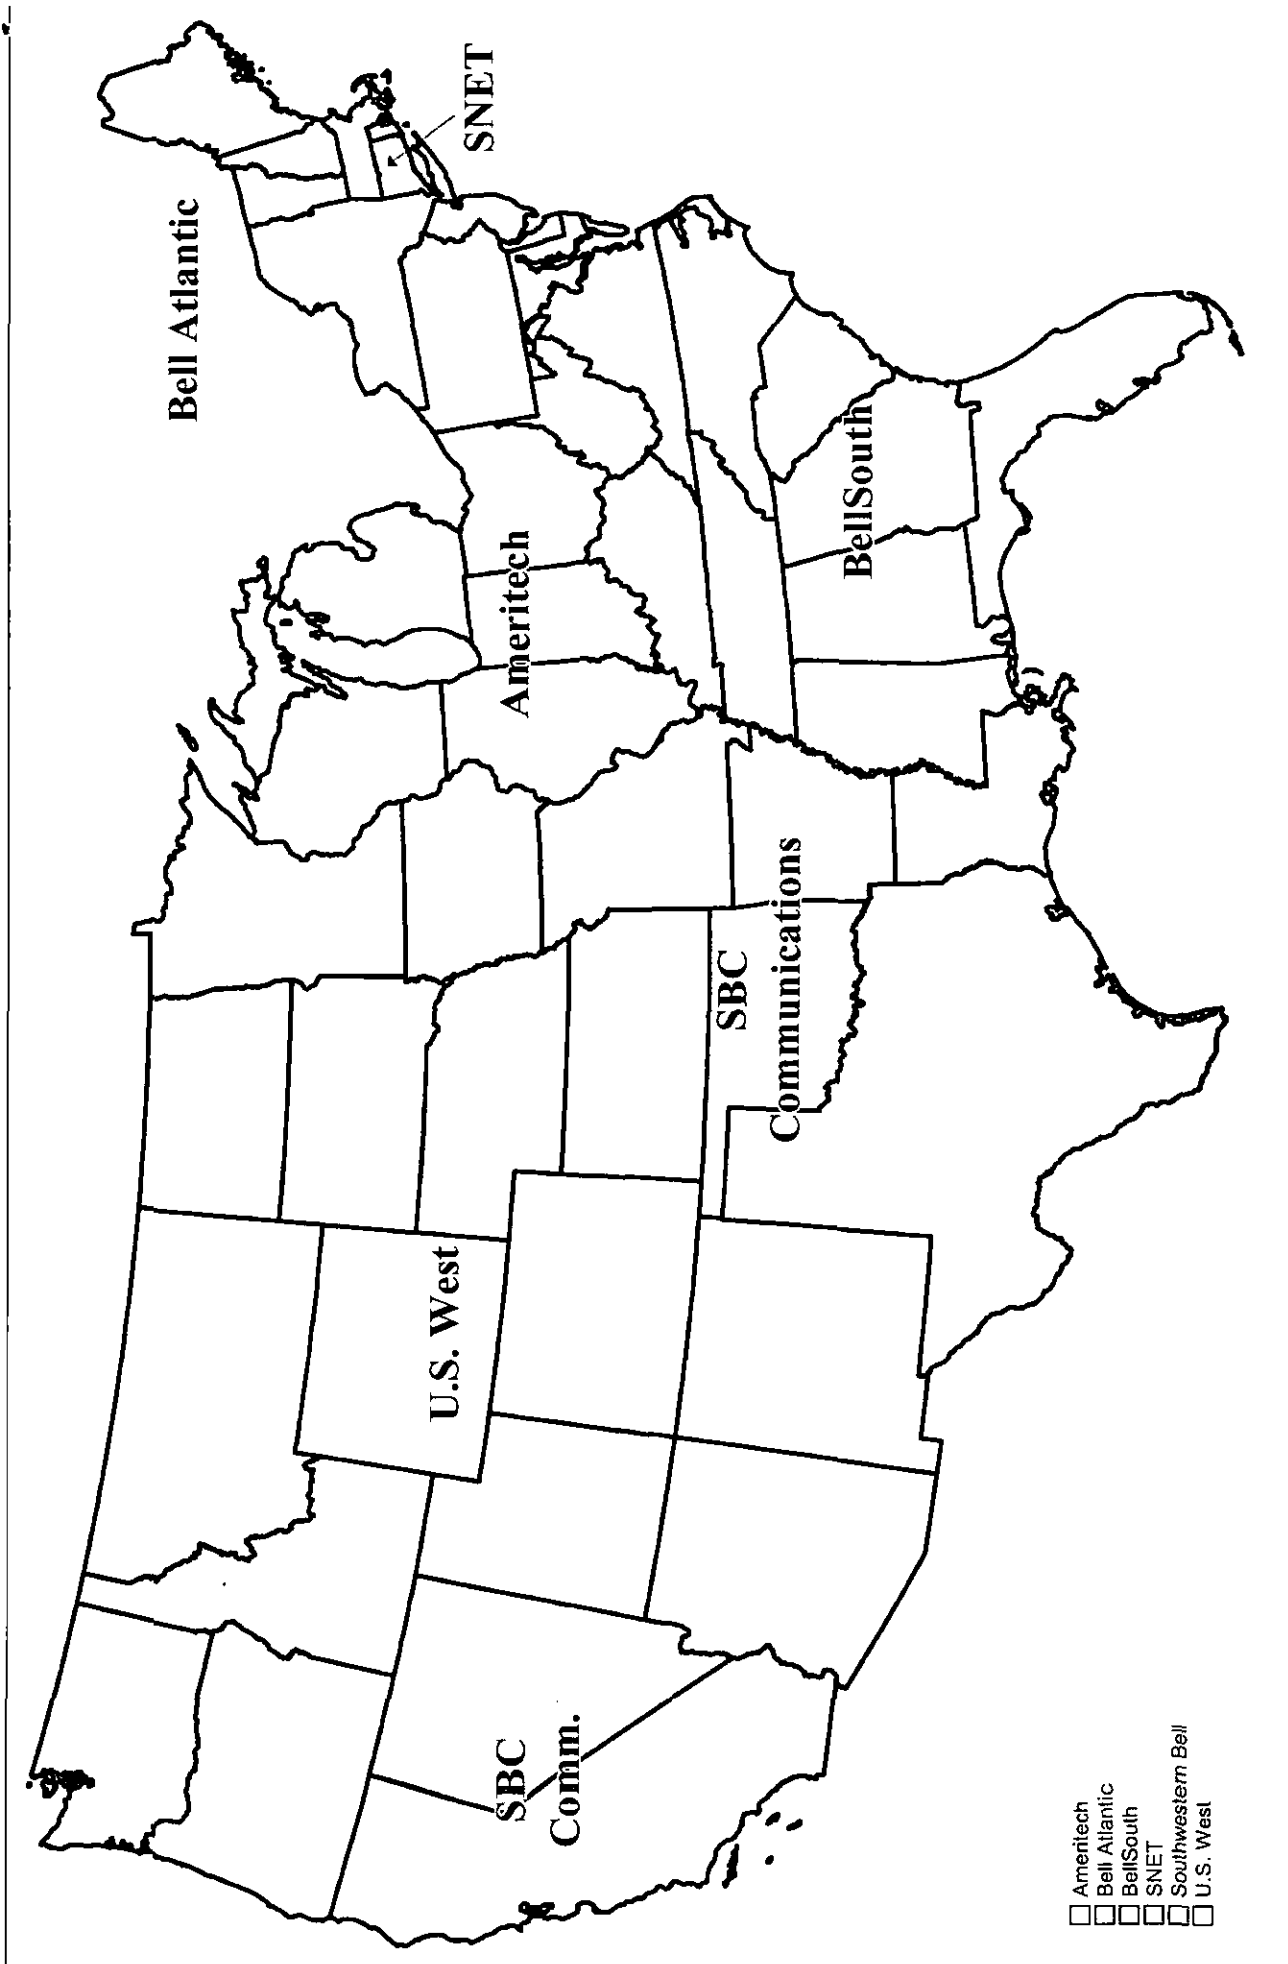 Bell Atlantic
SNET
Ameritech
U.S. West
BellSouth
SBC
Communications
SBC
Comm.
Ameritech
Bell Atlantic
BellSouth
SNET
Southwestern Bell
U.S. West